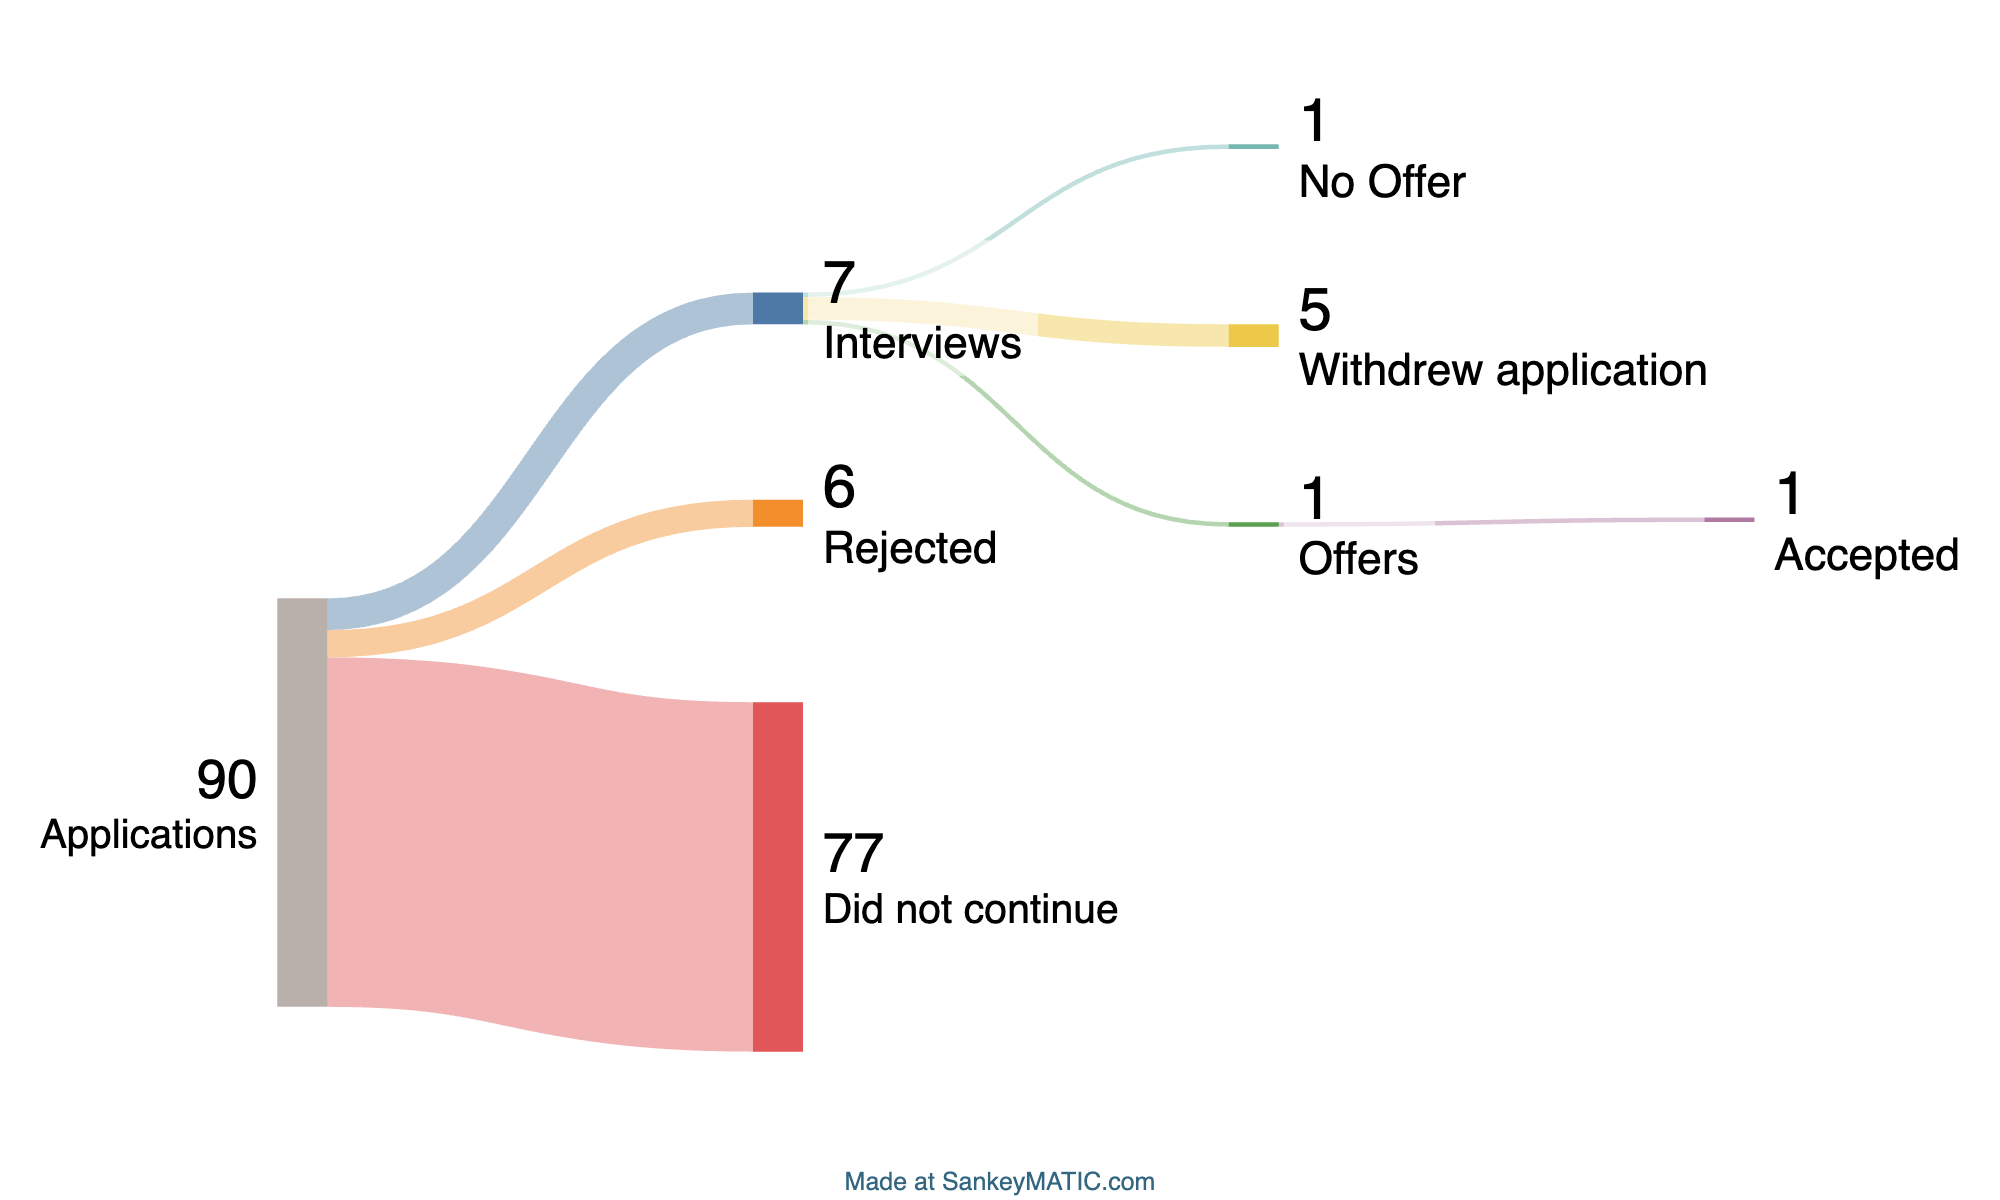 1
No Offer
7
Interviews
5
Withdrew application
6
Rejected
1
Offers
1
Accepted
90
Applications
77
Did not continue
Made at SankeyMATIC.com